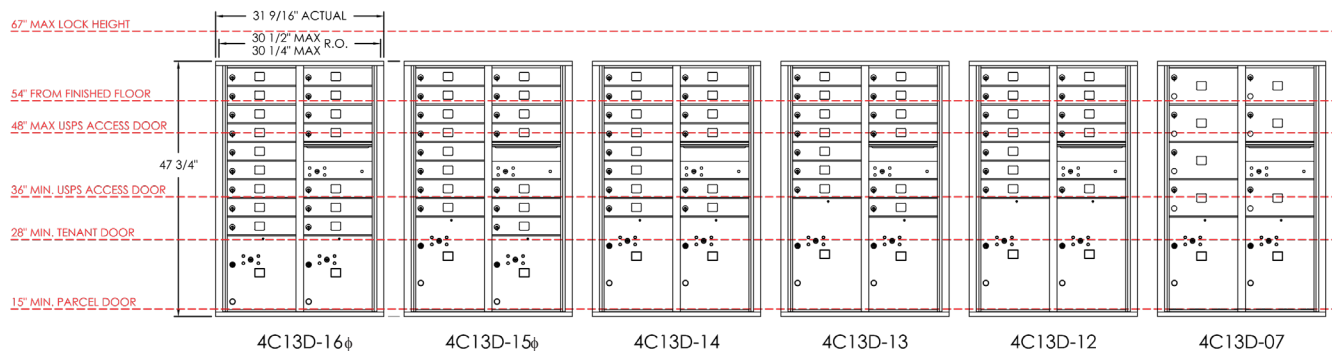 67" MAX LOCK HEIGHT
31 9/16" ACTUAL
30 1/2" MAX
30 1/4" MAX
R.O.
54" FROM FINISHED FLOOR
48" MAX USPS ACCESS DOOR
47 3/4"
36" MIN. USPS ACCESS DOOR
28" MIN. TENANT DOOR
15" MIN. PARCEL DOOR
4C13D-16ϕ
4C13D-15ϕ
4C13D-14
4C13D-13
4C13D-12
4C13D-07